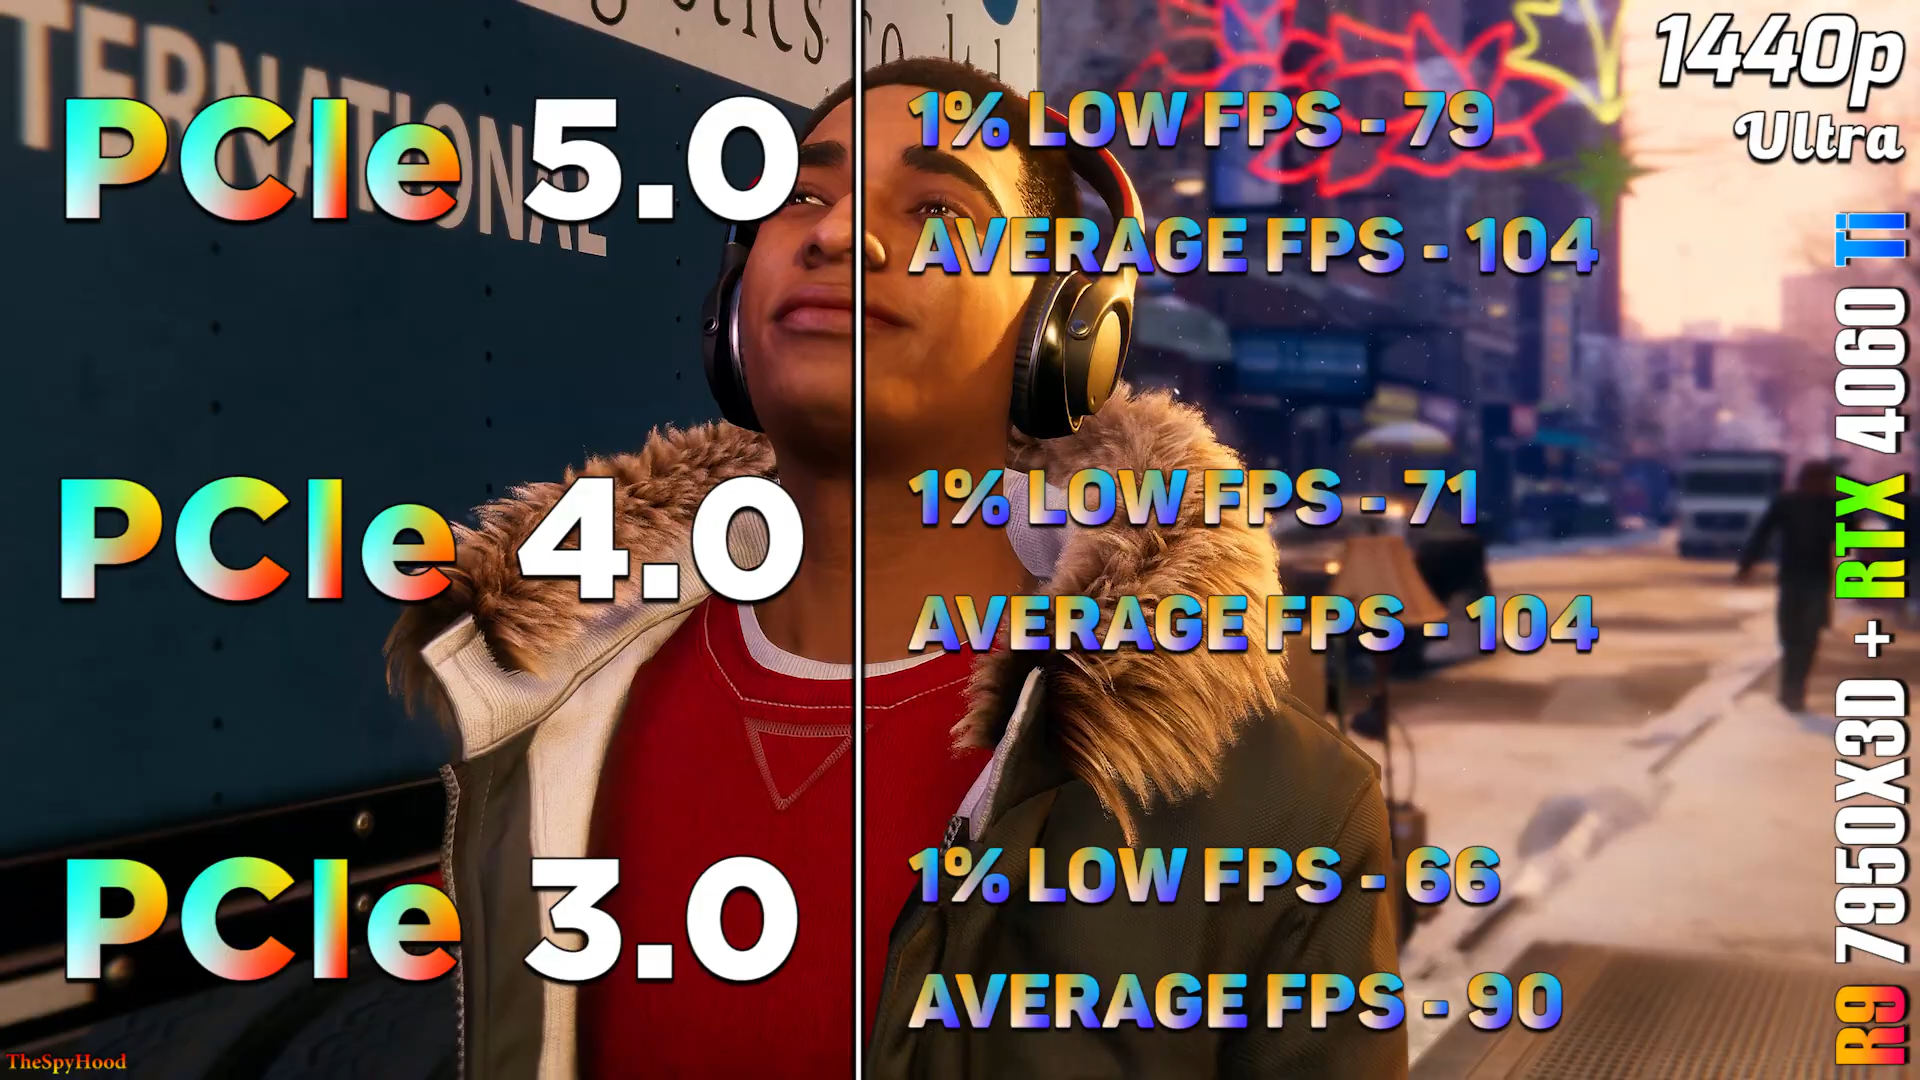 TERNATIONAL
PCIe 5.0
1% LOW FPS - 79
AVERAGE FPS - 104
PCIe 4.0
1% LOW FPS - 71
AVERAGE FPS - 104
PCIe 3.0
1% LOW FPS - 66
AVERAGE FPS - 90
1440p
Ultra
R9 7950X3D + RTX 4060 TI
TheSpyHood